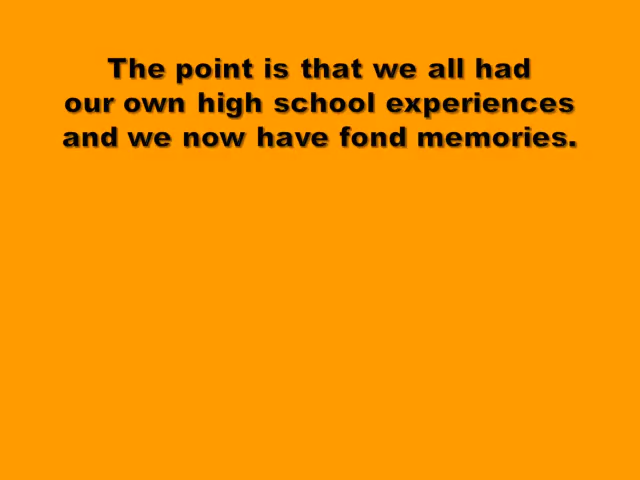 The point is that we all had
our own high school experiences
and we now have fond memories.